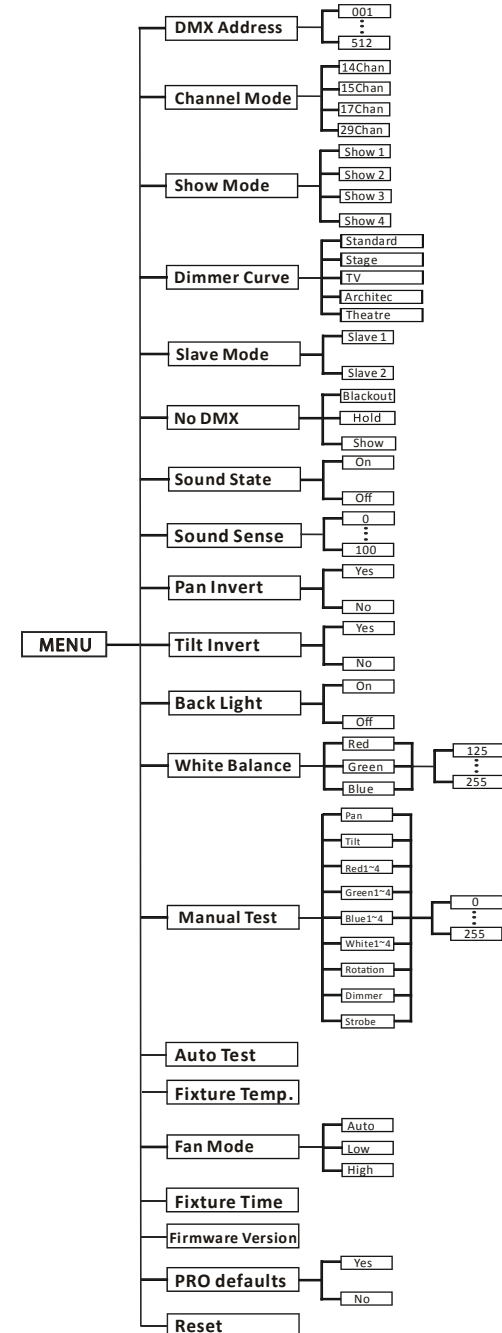 MENU
DMX Address
001
512
Channel Mode
14Chan
15Chan
17Chan
29Chan
Show Mode
Show 1
Show 2
Show 3
Show 4
Dimmer Curve
Standard
Stage
TV
Architec
Theatre
Slave Mode
Slave 1
Slave 2
No DMX
Blackout
Hold
Show
Sound State
On
Off
Sound Sense
0
100
Pan Invert
Yes
No
Tilt Invert
Yes
No
Back Light
On
Off
White Balance
Red
Green
Blue
125
255
Manual Test
Pan
Tilt
Red1~4
Green1~4
Blue1~4
White1~4
Rotation
Dimmer
Strobe
0
255
Auto Test
Fixture Temp.
Fan Mode
Auto
Low
High
Fixture Time
Firmware Version
PRO defaults
Yes
No
Reset